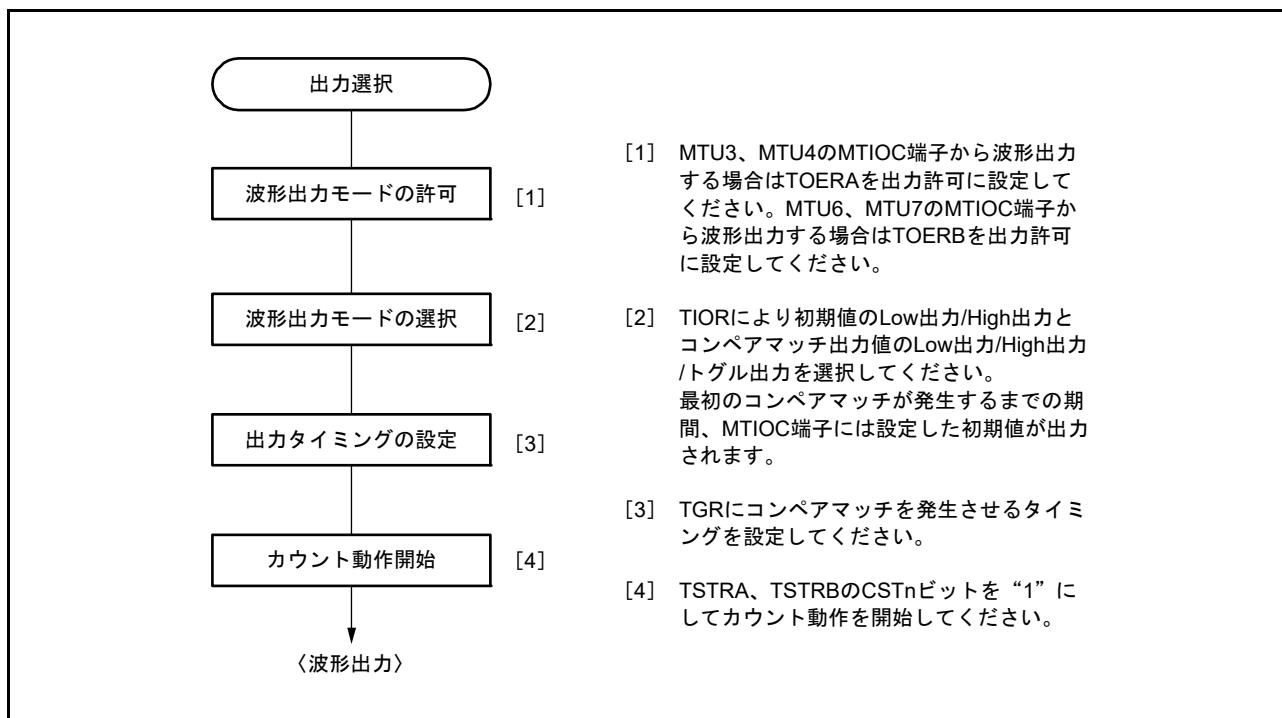 出力選択
波形出力モードの許可 [1]
波形出力モードの選択 [2]
出力タイミングの設定 [3]
カウント動作開始 [4]
〈波形出力〉
[1] MTU3、MTU4のMTIOC端子から波形出力
する場合はTOERAを出力許可に設定して
ください。MTU6、MTU7のMTIOC端子か
ら波形出力する場合はTOERBを出力許可
に設定してください。
[2] TIORにより初期値のLow出力/High出力と
コンペアマッチ出力値のLow出力/High出力
/トグル出力を選択してください。
最初のコンペアマッチが発生するまでの期
間、MTIOC端子には設定した初期値が出力
されます。
[3] TGRにコンペアマッチを発生させるタイミ
ングを設定してください。
[4] TSTRA、TSTRBのCSTnビットを“1”に
してカウント動作を開始してください。